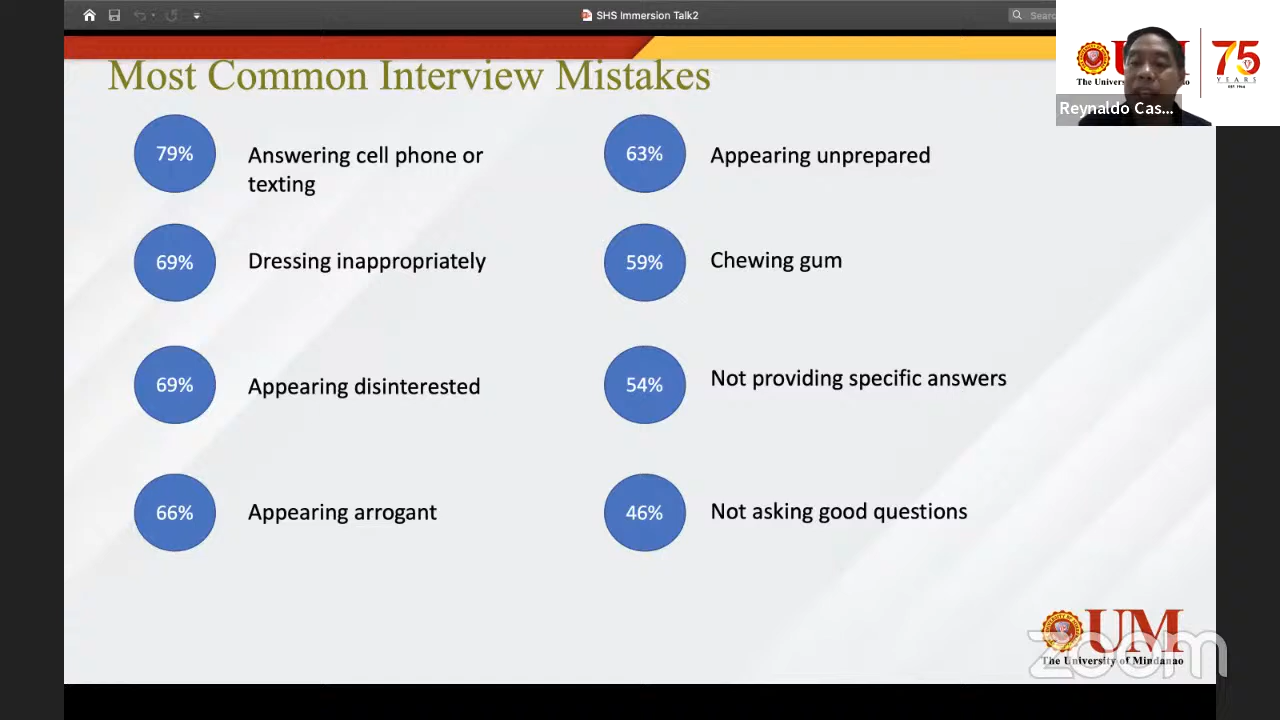 SHS Immersion Talk2
Most Common Interview Mistakes
79%
Answering cell phone or
texting
69%
Dressing inappropriately
69%
Appearing disinterested
66%
Appearing arrogant
63%
Appearing unprepared
59%
Chewing gum
54%
Not providing specific answers
46%
Not asking good questions
75
YEARS
Reynaldo Cas...
UM
The University of Mindanao
zoom